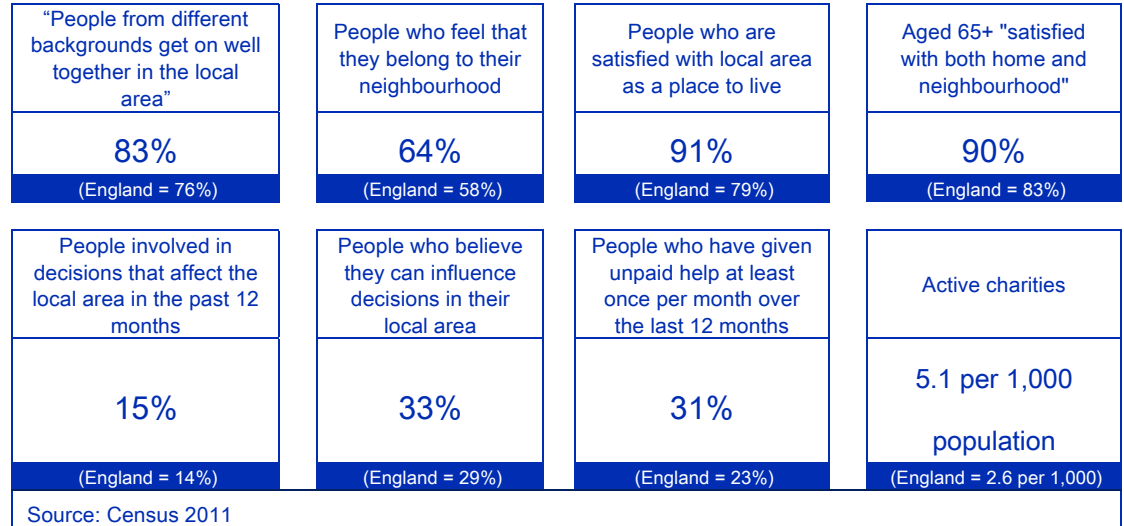 “People from different
backgrounds get on well
together in the local
area”
83%
(England = 76%)
People who feel that
they belong to their
neighbourhood
64%
(England = 58%)
People who are
satisfied with local area
as a place to live
91%
(England = 79%)
Aged 65+ "satisfied
with both home and
neighbourhood"
90%
(England = 83%)
People involved in
decisions that affect the
local area in the past 12
months
15%
(England = 14%)
People who believe
they can influence
decisions in their
local area
33%
(England = 29%)
People who have given
unpaid help at least
once per month over
the last 12 months
31%
(England = 23%)
Active charities
5.1 per 1,000
population
(England = 2.6 per 1,000)
Source: Census 2011